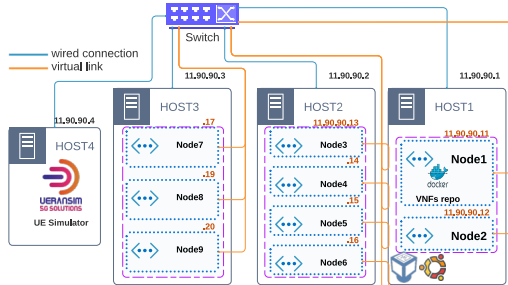 Switch
wired connection
virtual link
11.90.90.3
11.90.90.2
11.90.90.1
11.90.90.4
HOST4
UERANSIM
5G SOLUTIONS
UE Simulator
HOST3
.17
Node7
.19
Node8
.20
Node9
HOST2
11.90.90.13
Node3
.14
Node4
.15
Node5
.16
Node6
HOST1
11.90.90.11
Node1
docker
VNFs repo
11.90.90.12
Node2